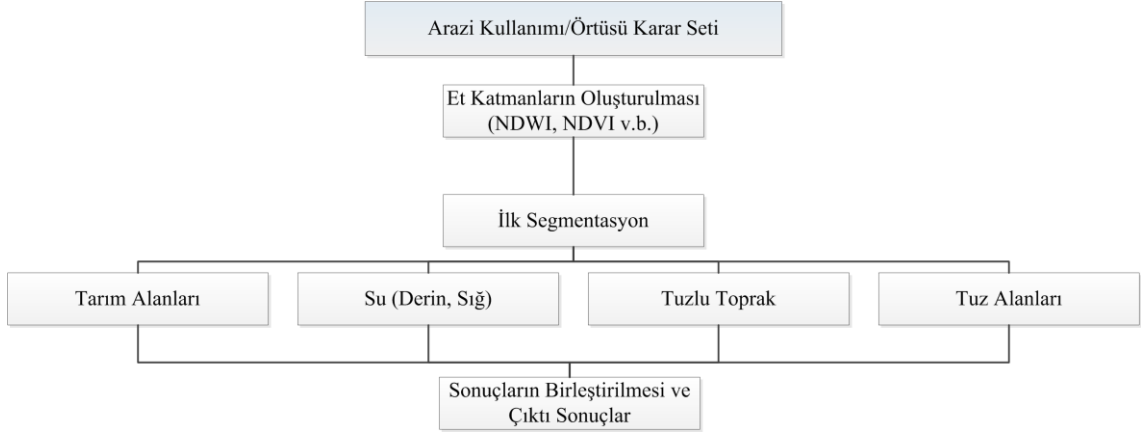 Arazi Kullanımı/Örtüsü Karar Seti
Et Katmanların Oluşturulması
(NDWI, NDVI v.b.)
İlk Segmentasyon
Tarım Alanları
Su (Derin, Sığ)
Tuzlu Toprak
Tuz Alanları
Sonuçların Birleştirilmesi ve
Çıktı Sonuçlar